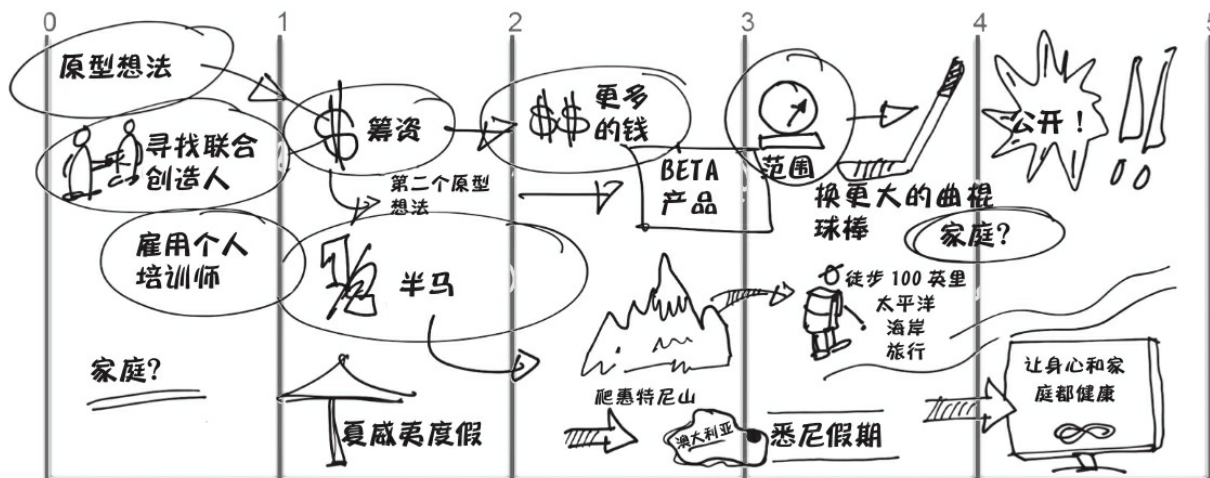 0 1 2 3 4 5
原型想法
寻找联合
创造人
$ 筹资
$$ 更多
的钱
第二个原型
想法
BETA
产品
范围
换更大的曲棍
球棒
公开！
!!
雇用个人
培训师
1/2 半马
家庭?
徒步 100 英里
太平洋
海岸
旅行
爬惠特尼山
家庭?
夏威夷度假
澳大利亚
悉尼假期
让身心和家
庭都健康